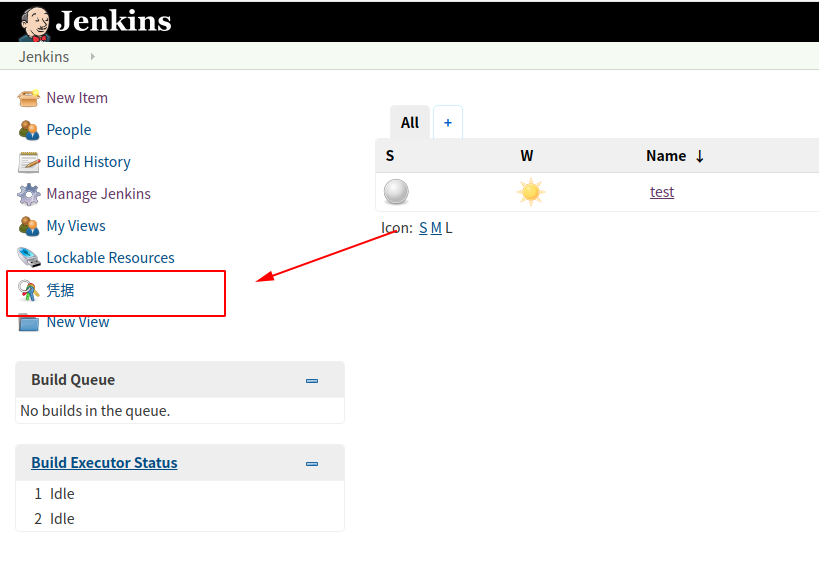 Jenkins
Jenkins
New Item
People
Build History
Manage Jenkins
My Views
Lockable Resources
凭据
New View
Build Queue
No builds in the queue.
Build Executor Status
1 Idle
2 Idle
All +
S W Name ↓
test
Icon: S M L